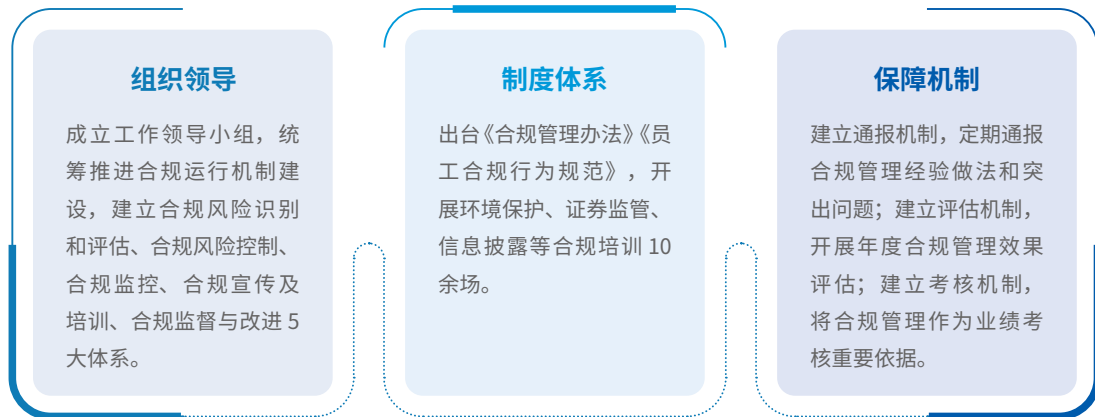 组织领导
成立工作领导小组，统
筹推进合规运行机制建
设，建立合规风险识别
和评估、合规风险控制、
合规监控、合规宣传及
培训、合规监督与改进 5
大体系。
制度体系
出台《合规管理办法》《员
工合规行为规范》，开
展环境保护、证券监管、
信息披露等合规培训 10
余场。
保障机制
建立通报机制，定期通报
合规管理经验做法和突
出问题；建立评估机制，
开展年度合规管理效果
评估；建立考核机制，
将合规管理作为业绩考
核重要依据。